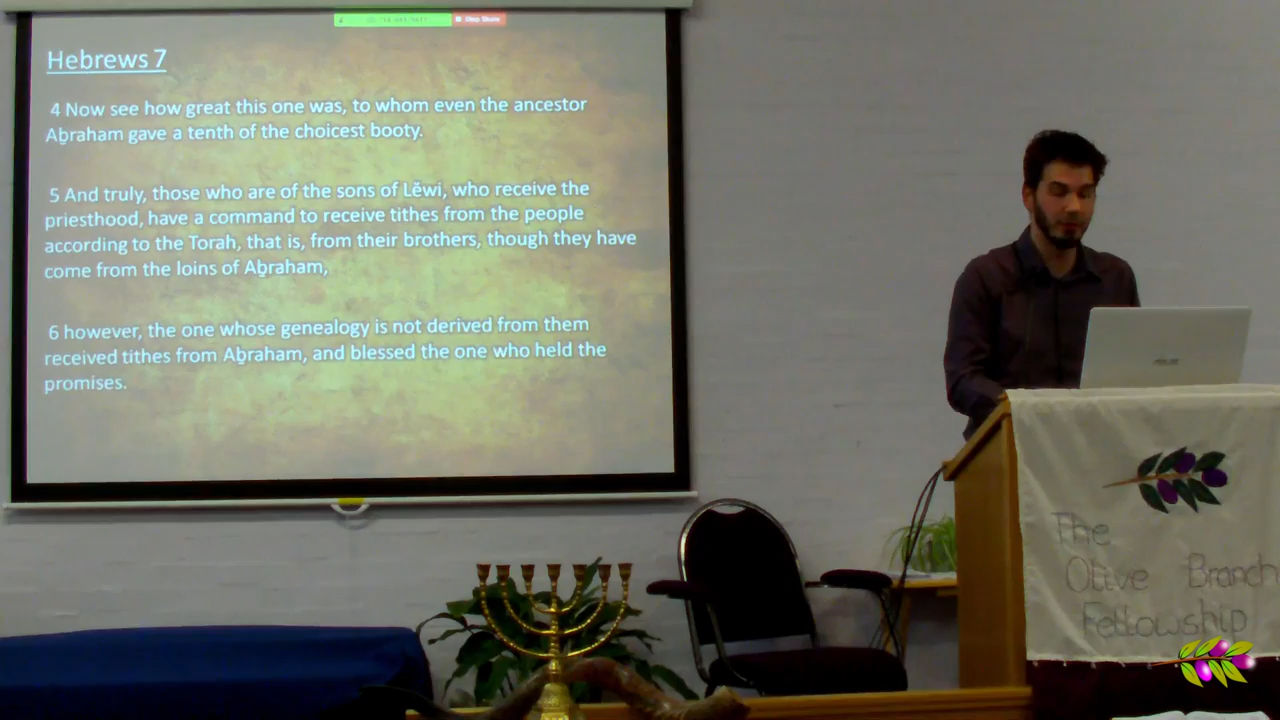 Stop Share
Hebrews 7
4 Now see how great this one was, to whom even the ancestor
Aḇraham gave a tenth of the choicest booty.
5 And truly, those who are of the sons of Lĕwi, who receive the
priesthood, have a command to receive tithes from the people
according to the Torah, that is, from their brothers, though they have
come from the loins of Aḇraham,
6 however, the one whose genealogy is not derived from them
received tithes from Aḇraham, and blessed the one who held the
promises.
ASUS
The
Olive Branch
Fellowship